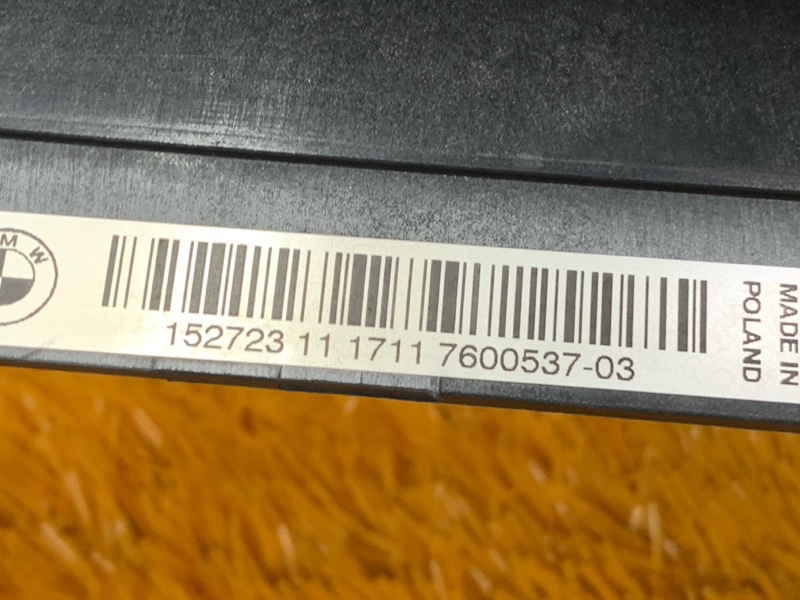 BMW
152723 11 1711 7600537-03
MADE IN
POLAND